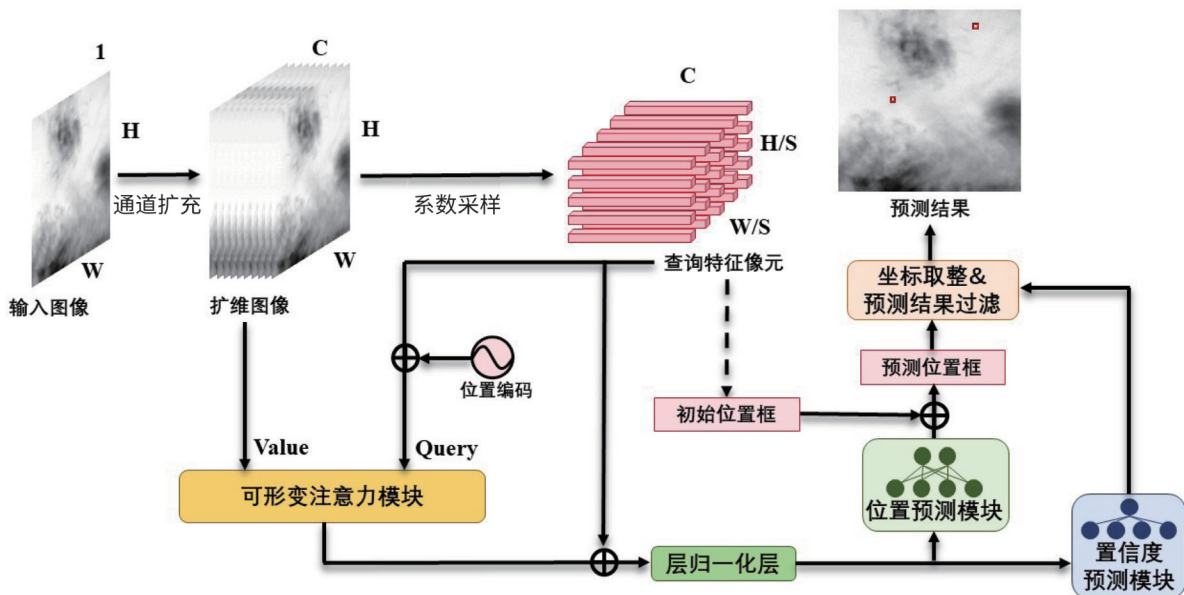 1
H
W
输入图像
通道扩充
C
H
W
扩维图像
系数采样
C
H/S
W/S
查询特征像元
预测结果
坐标取整&
预测结果过滤
预测位置框
位置编码
初始位置框
Value
Query
可形变注意力模块
位置预测模块
层归一化层
置信度
预测模块